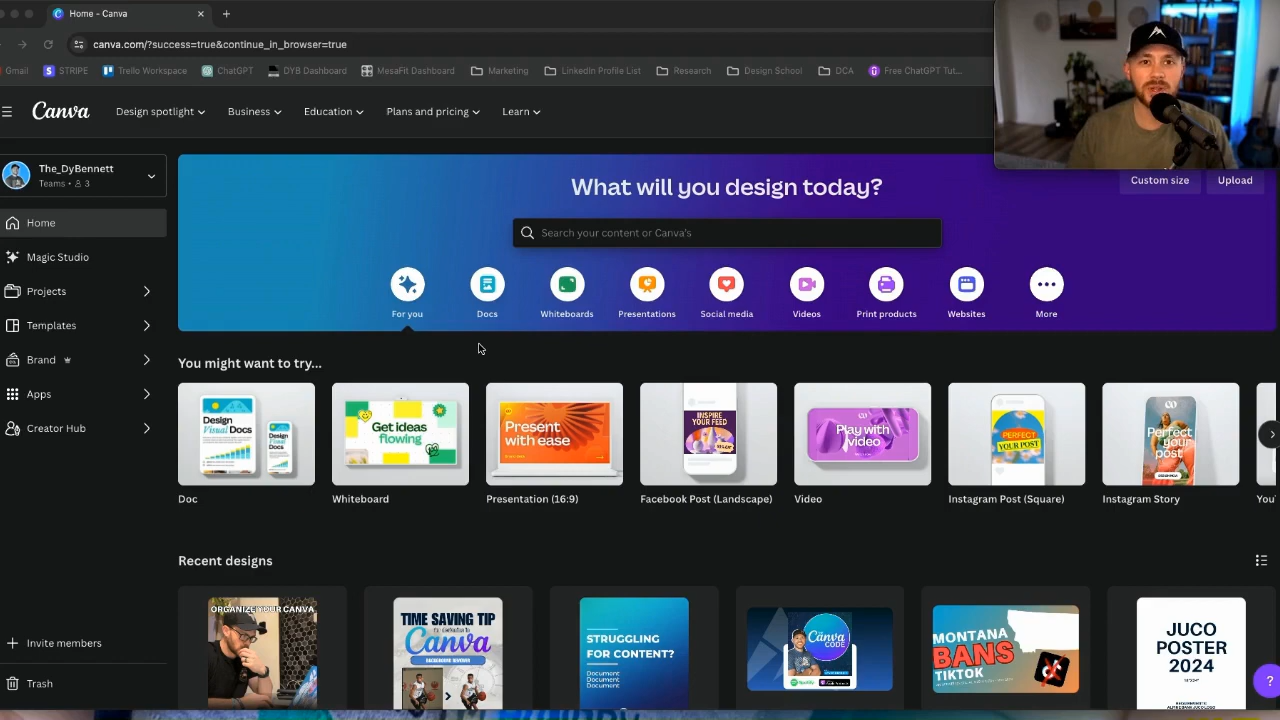 Home - Canva
canva.com/?success=true&continue_in_browser=true
Gmail
STRIPE
Trello Workspace
ChatGPT
DYB Dashboard
MesaFit Dashboard
Marketing
LinkedIn Profile List
Research
Design School
DCA
Free ChatGPT Tut...
Canva
Design spotlight
Business
Education
Plans and pricing
Learn
The_DyBennett
Teams • 3
Custom size
Upload
What will you design today?
Search your content or Canva's
For you
Docs
Whiteboards
Presentations
Social media
Videos
Print products
Websites
More
Home
Magic Studio
Projects
Templates
Brand
Apps
Creator Hub
Invite members
Trash
You might want to try...
Design
Visual Docs
Get ideas
flowing
Present
with ease
INSPIRE
YOUR FEED
Play with
video
PERFECT
YOUR POST
Perfect
your
post
Doc
Whiteboard
Presentation (16:9)
Facebook Post (Landscape)
Video
Instagram Post (Square)
Instagram Story
You
Recent designs
ORGANIZE YOUR CANVA
TIME SAVING TIP
Canva
BACKGROUND REMOVER
STRUGGLING
FOR CONTENT?
Document
Document
Document
Canva
CODE
Spotify
MONTANA
BANS
TIKTOK
JUCO
POSTER
2024
?